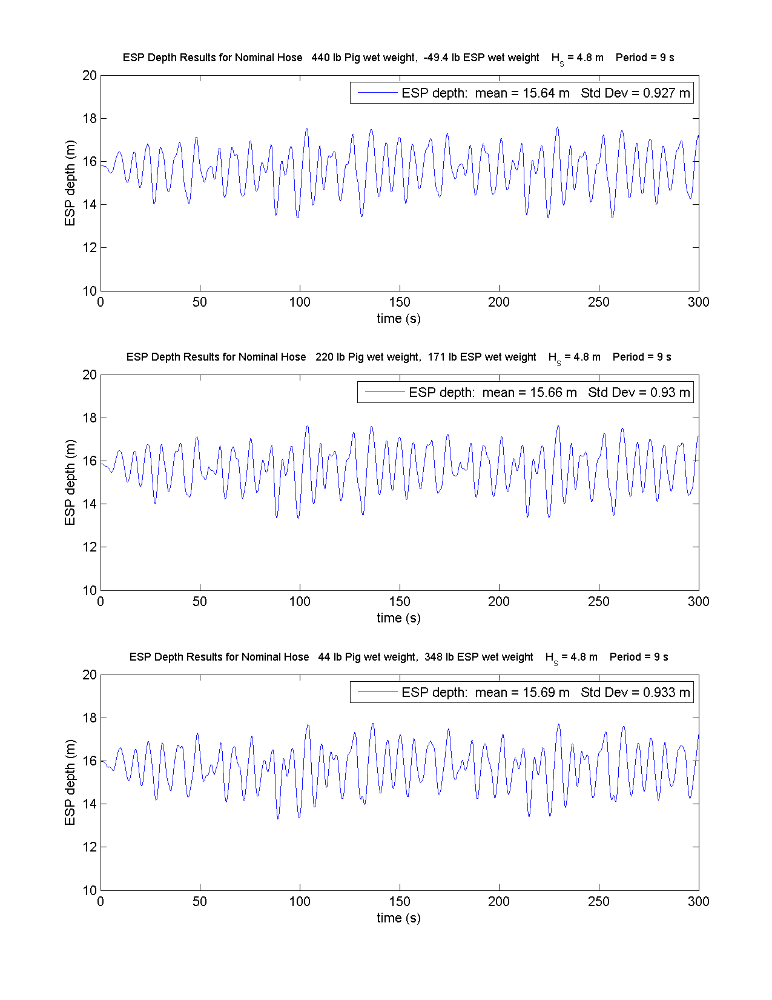 ESP Depth Results for Nominal Hose 440 lb Pig wet weight, -49.4 lb ESP wet weight HS = 4.8 m Period = 9 s
20
ESP depth: mean = 15.64 m Std Dev = 0.927 m
18
16
14
12
10
ESP depth (m)
0 50 100 150 200 250 300
time (s)
ESP Depth Results for Nominal Hose 220 lb Pig wet weight, 171 lb ESP wet weight HS = 4.8 m Period = 9 s
20
ESP depth: mean = 15.66 m Std Dev = 0.93 m
18
16
14
12
10
ESP depth (m)
0 50 100 150 200 250 300
time (s)
ESP Depth Results for Nominal Hose 44 lb Pig wet weight, 348 lb ESP wet weight HS = 4.8 m Period = 9 s
20
ESP depth: mean = 15.69 m Std Dev = 0.933 m
18
16
14
12
10
ESP depth (m)
0 50 100 150 200 250 300
time (s)